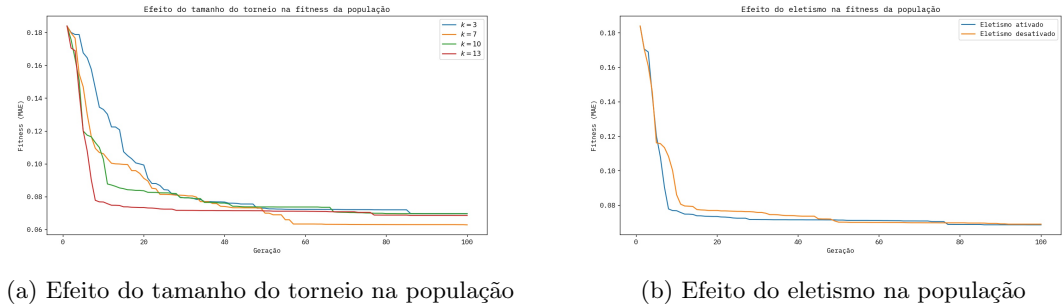 Efeito do tamanho do torneio na fitness da população
0.18
0.16
0.14
0.12
0.10
0.08
0.06
Fitness (MAE)
k = 3
k = 7
k = 10
k = 13
0
20
40
60
80
100
Geração
(a) Efeito do tamanho do torneio na população
Efeito do eletismo na fitness da população
0.18
0.16
0.14
0.12
0.10
0.08
Fitness (MAE)
Eletismo ativado
Eletismo desativado
0
20
40
60
80
100
Geração
(b) Efeito do eletismo na população